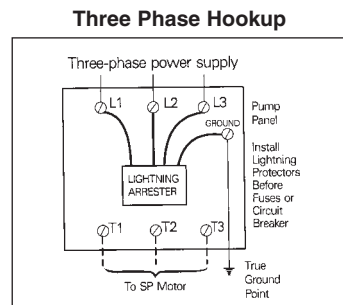 Three Phase Hookup
Three-phase power supply
L1 L2 L3
Pump
Panel
GROUND
Install
Lightning
Protectors
Before
Fuses or
Circuit
Breaker
LIGHTNING
ARRESTER
T1 T2 T3
To SP Motor
True
Ground
Point